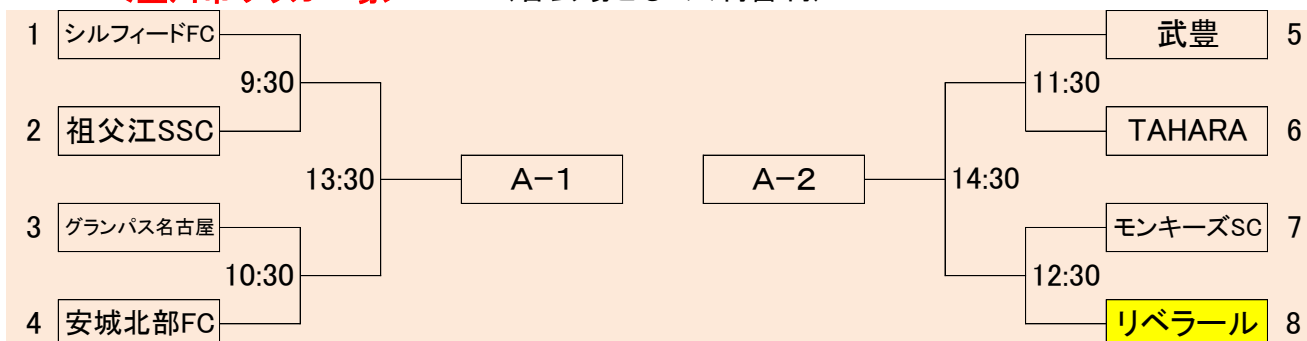 1 シルフィードFC
9:30
2 祖父江SSC
13:30
A-1
3 グランパス名古屋
10:30
4 安城北部FC
武豊 5
11:30
TAHARA 6
A-2
14:30
モンキーズSC 7
12:30
リベラール 8